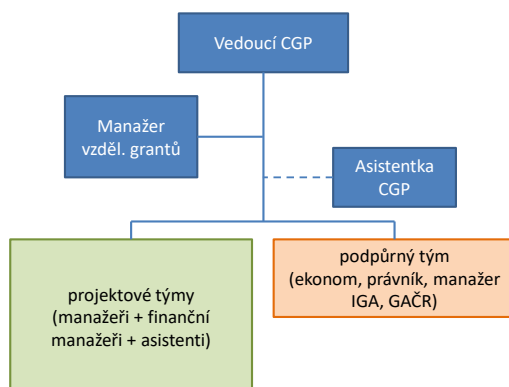 Vedoucí CGP
Manažer
vzděl. grantů
Asistentka
CGP
projektové týmy
(manažeři + finanční
manažeři + asistenti)
podpůrný tým
(ekonom, právník, manažer
IGA, GAČR)